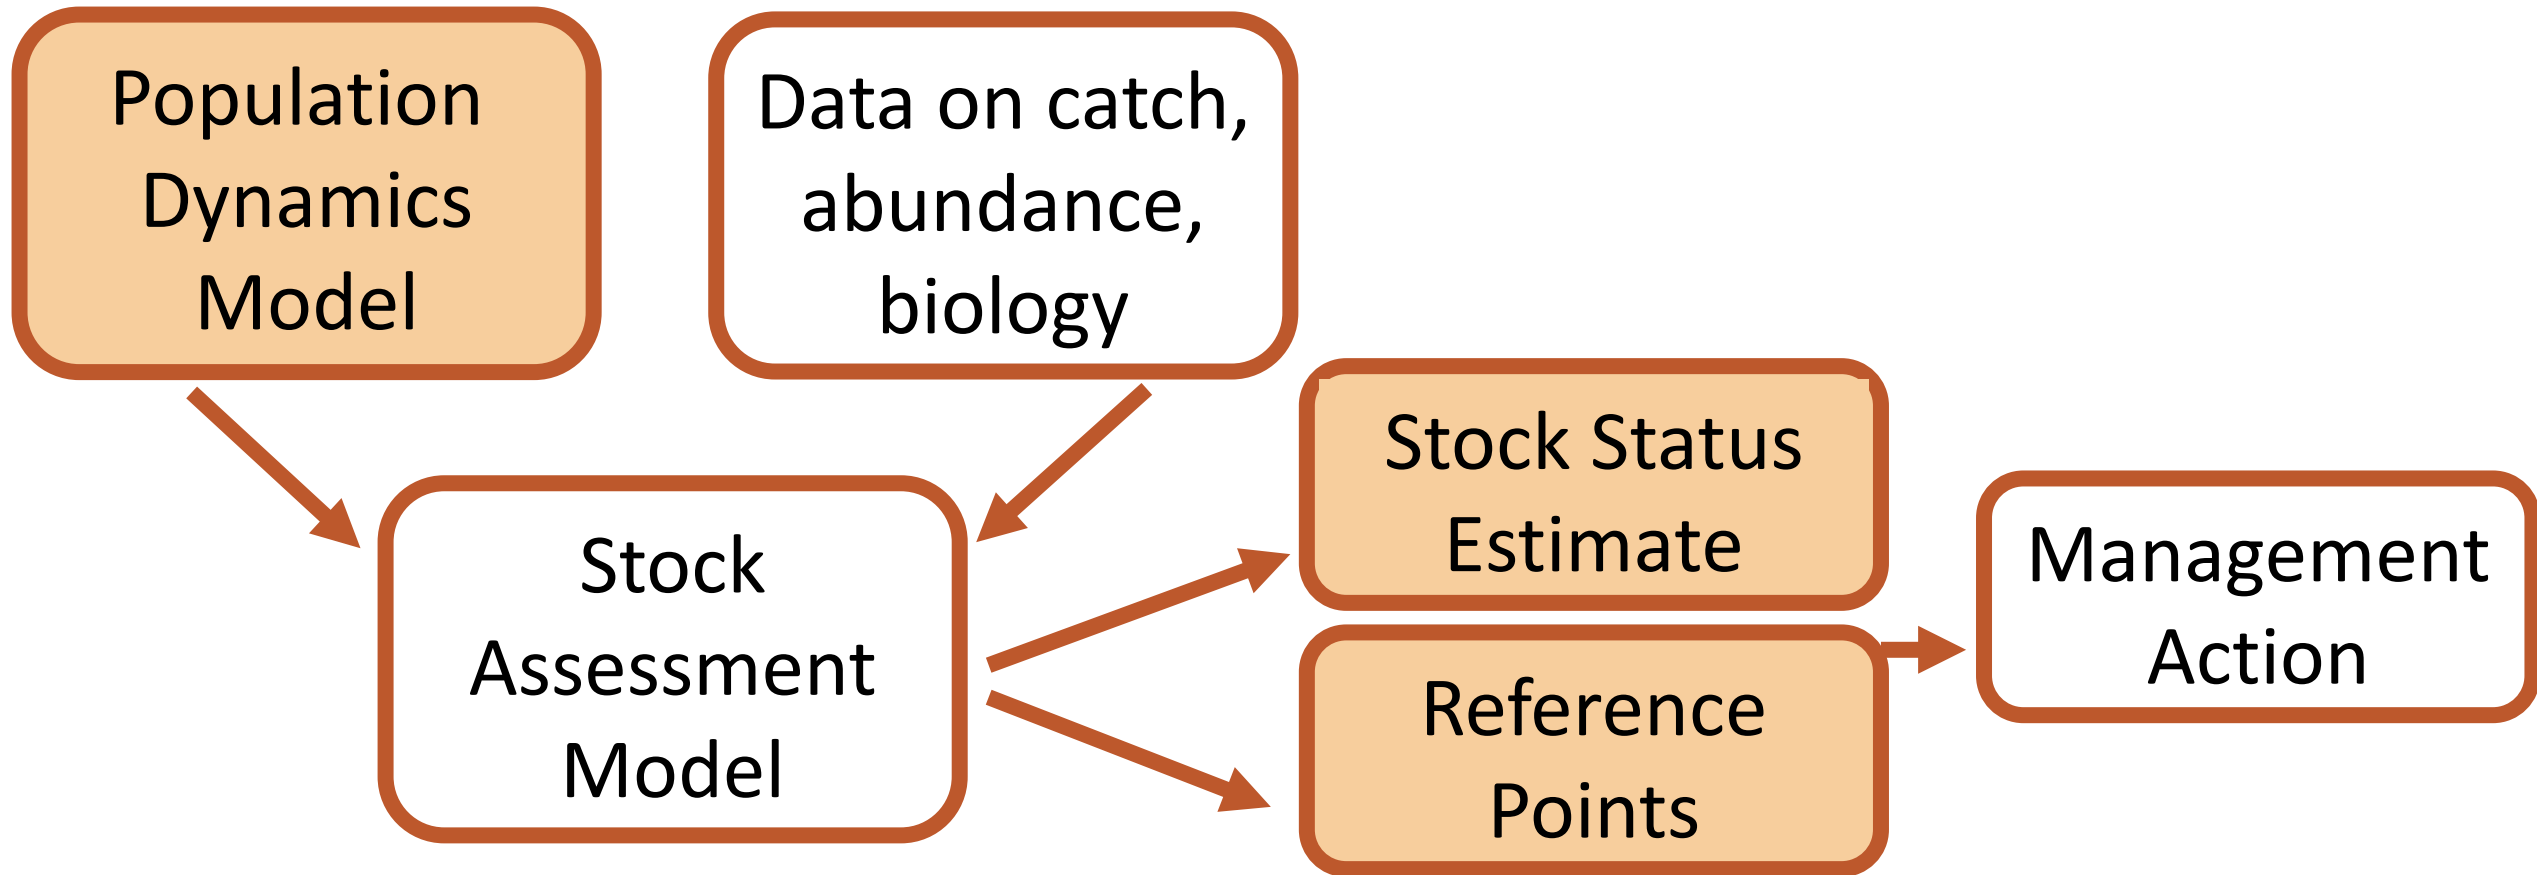 Population
Dynamics
Model
Data on catch,
abundance,
biology
Stock
Assessment
Model
Stock Status
Estimate
Reference
Points
Management
Action